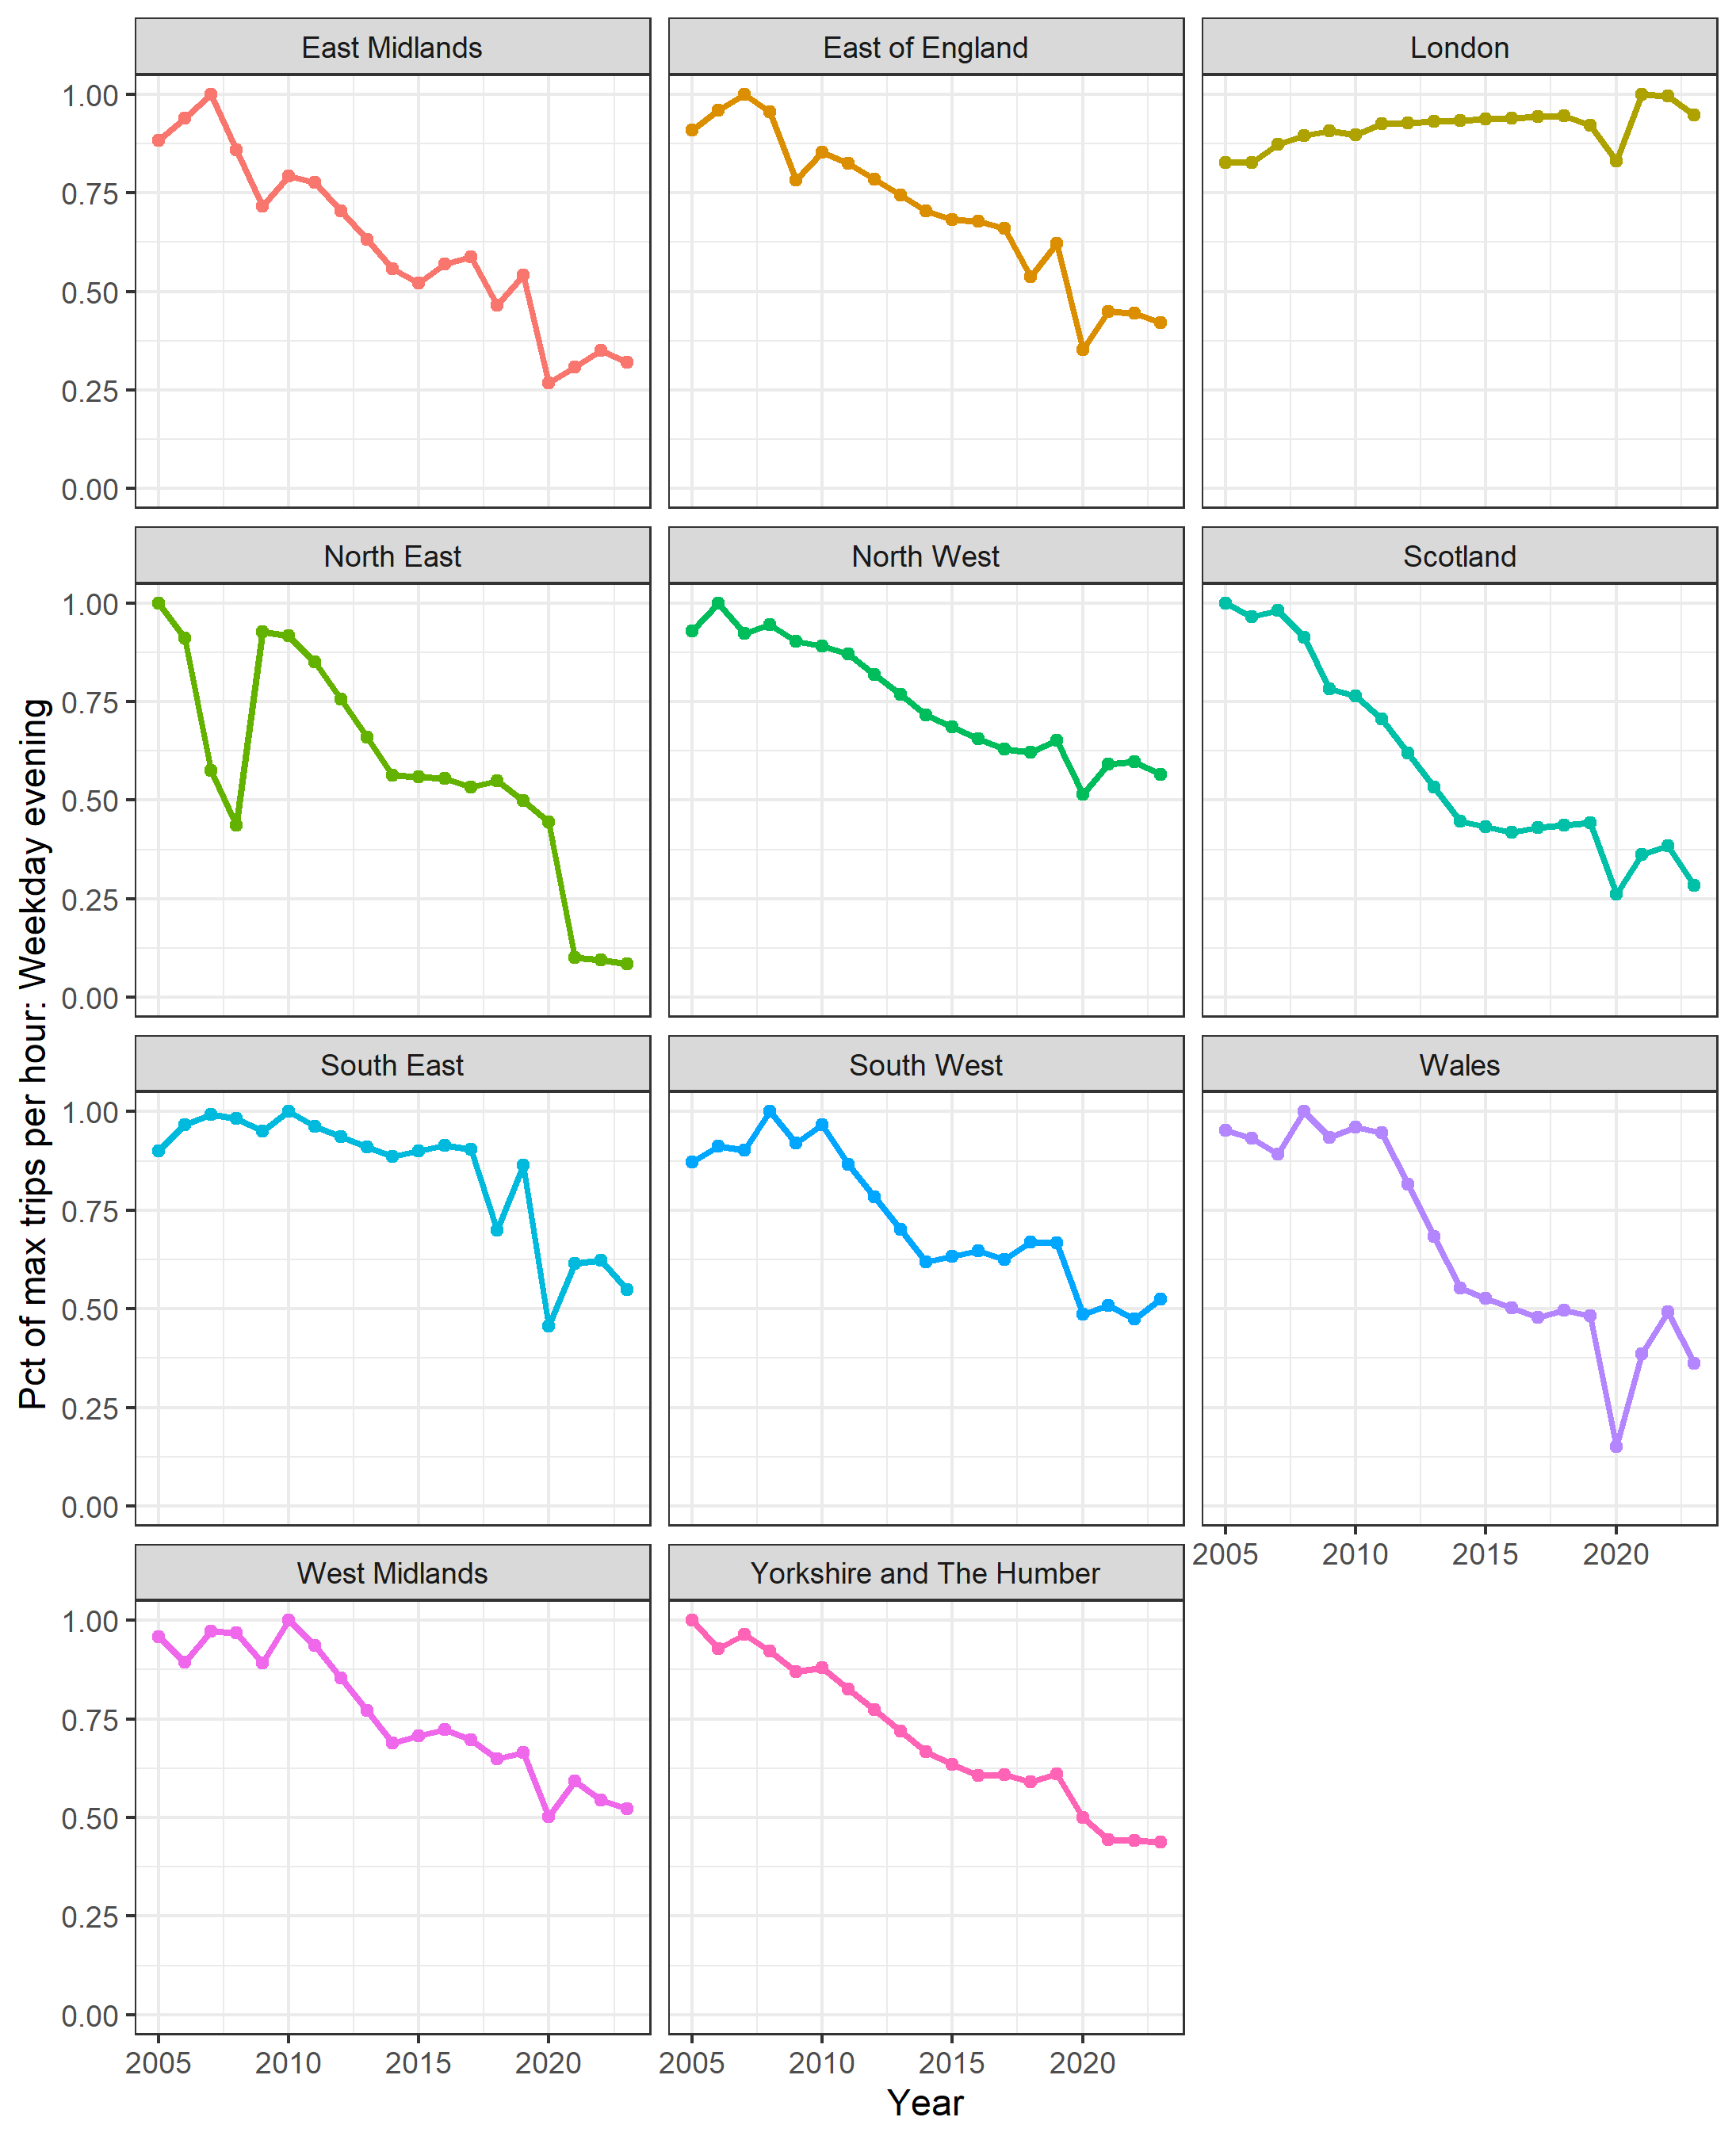 East Midlands
East of England
London
1.00
0.75
0.50
0.25
0.00
North East
North West
Scotland
1.00
0.75
0.50
0.25
0.00
Pct of max trips per hour: Weekday evening
South East
South West
Wales
1.00
0.75
0.50
0.25
0.00
2005 2010 2015 2020
West Midlands
Yorkshire and The Humber
1.00
0.75
0.50
0.25
0.00
2005 2010 2015 2020
2005 2010 2015 2020
Year